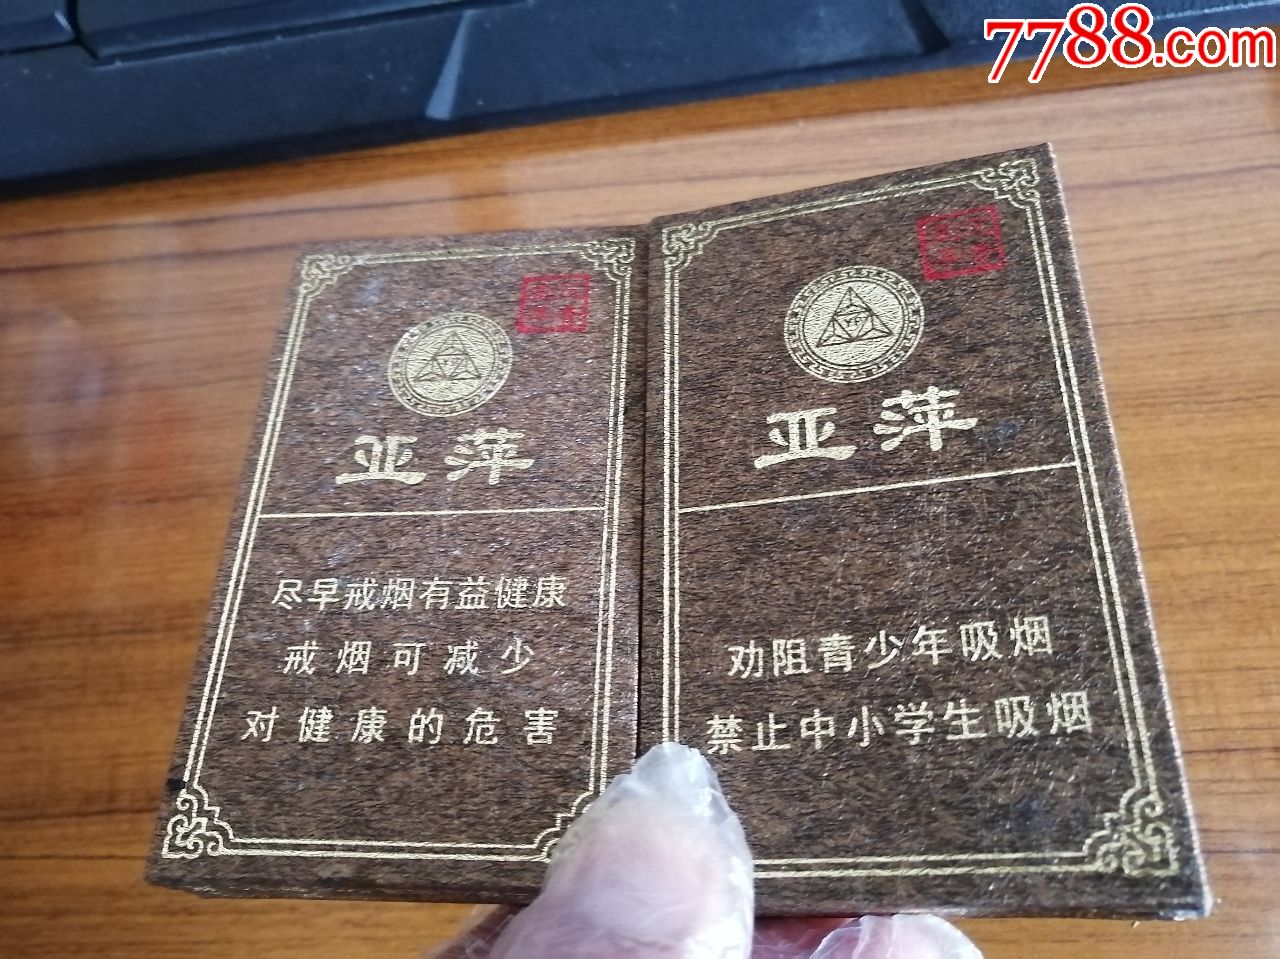 7788.com
亚萍
尽早戒烟有益健康
戒烟可减少
对健康的危害
亚萍
劝阻青少年吸烟
禁止中小学生吸烟